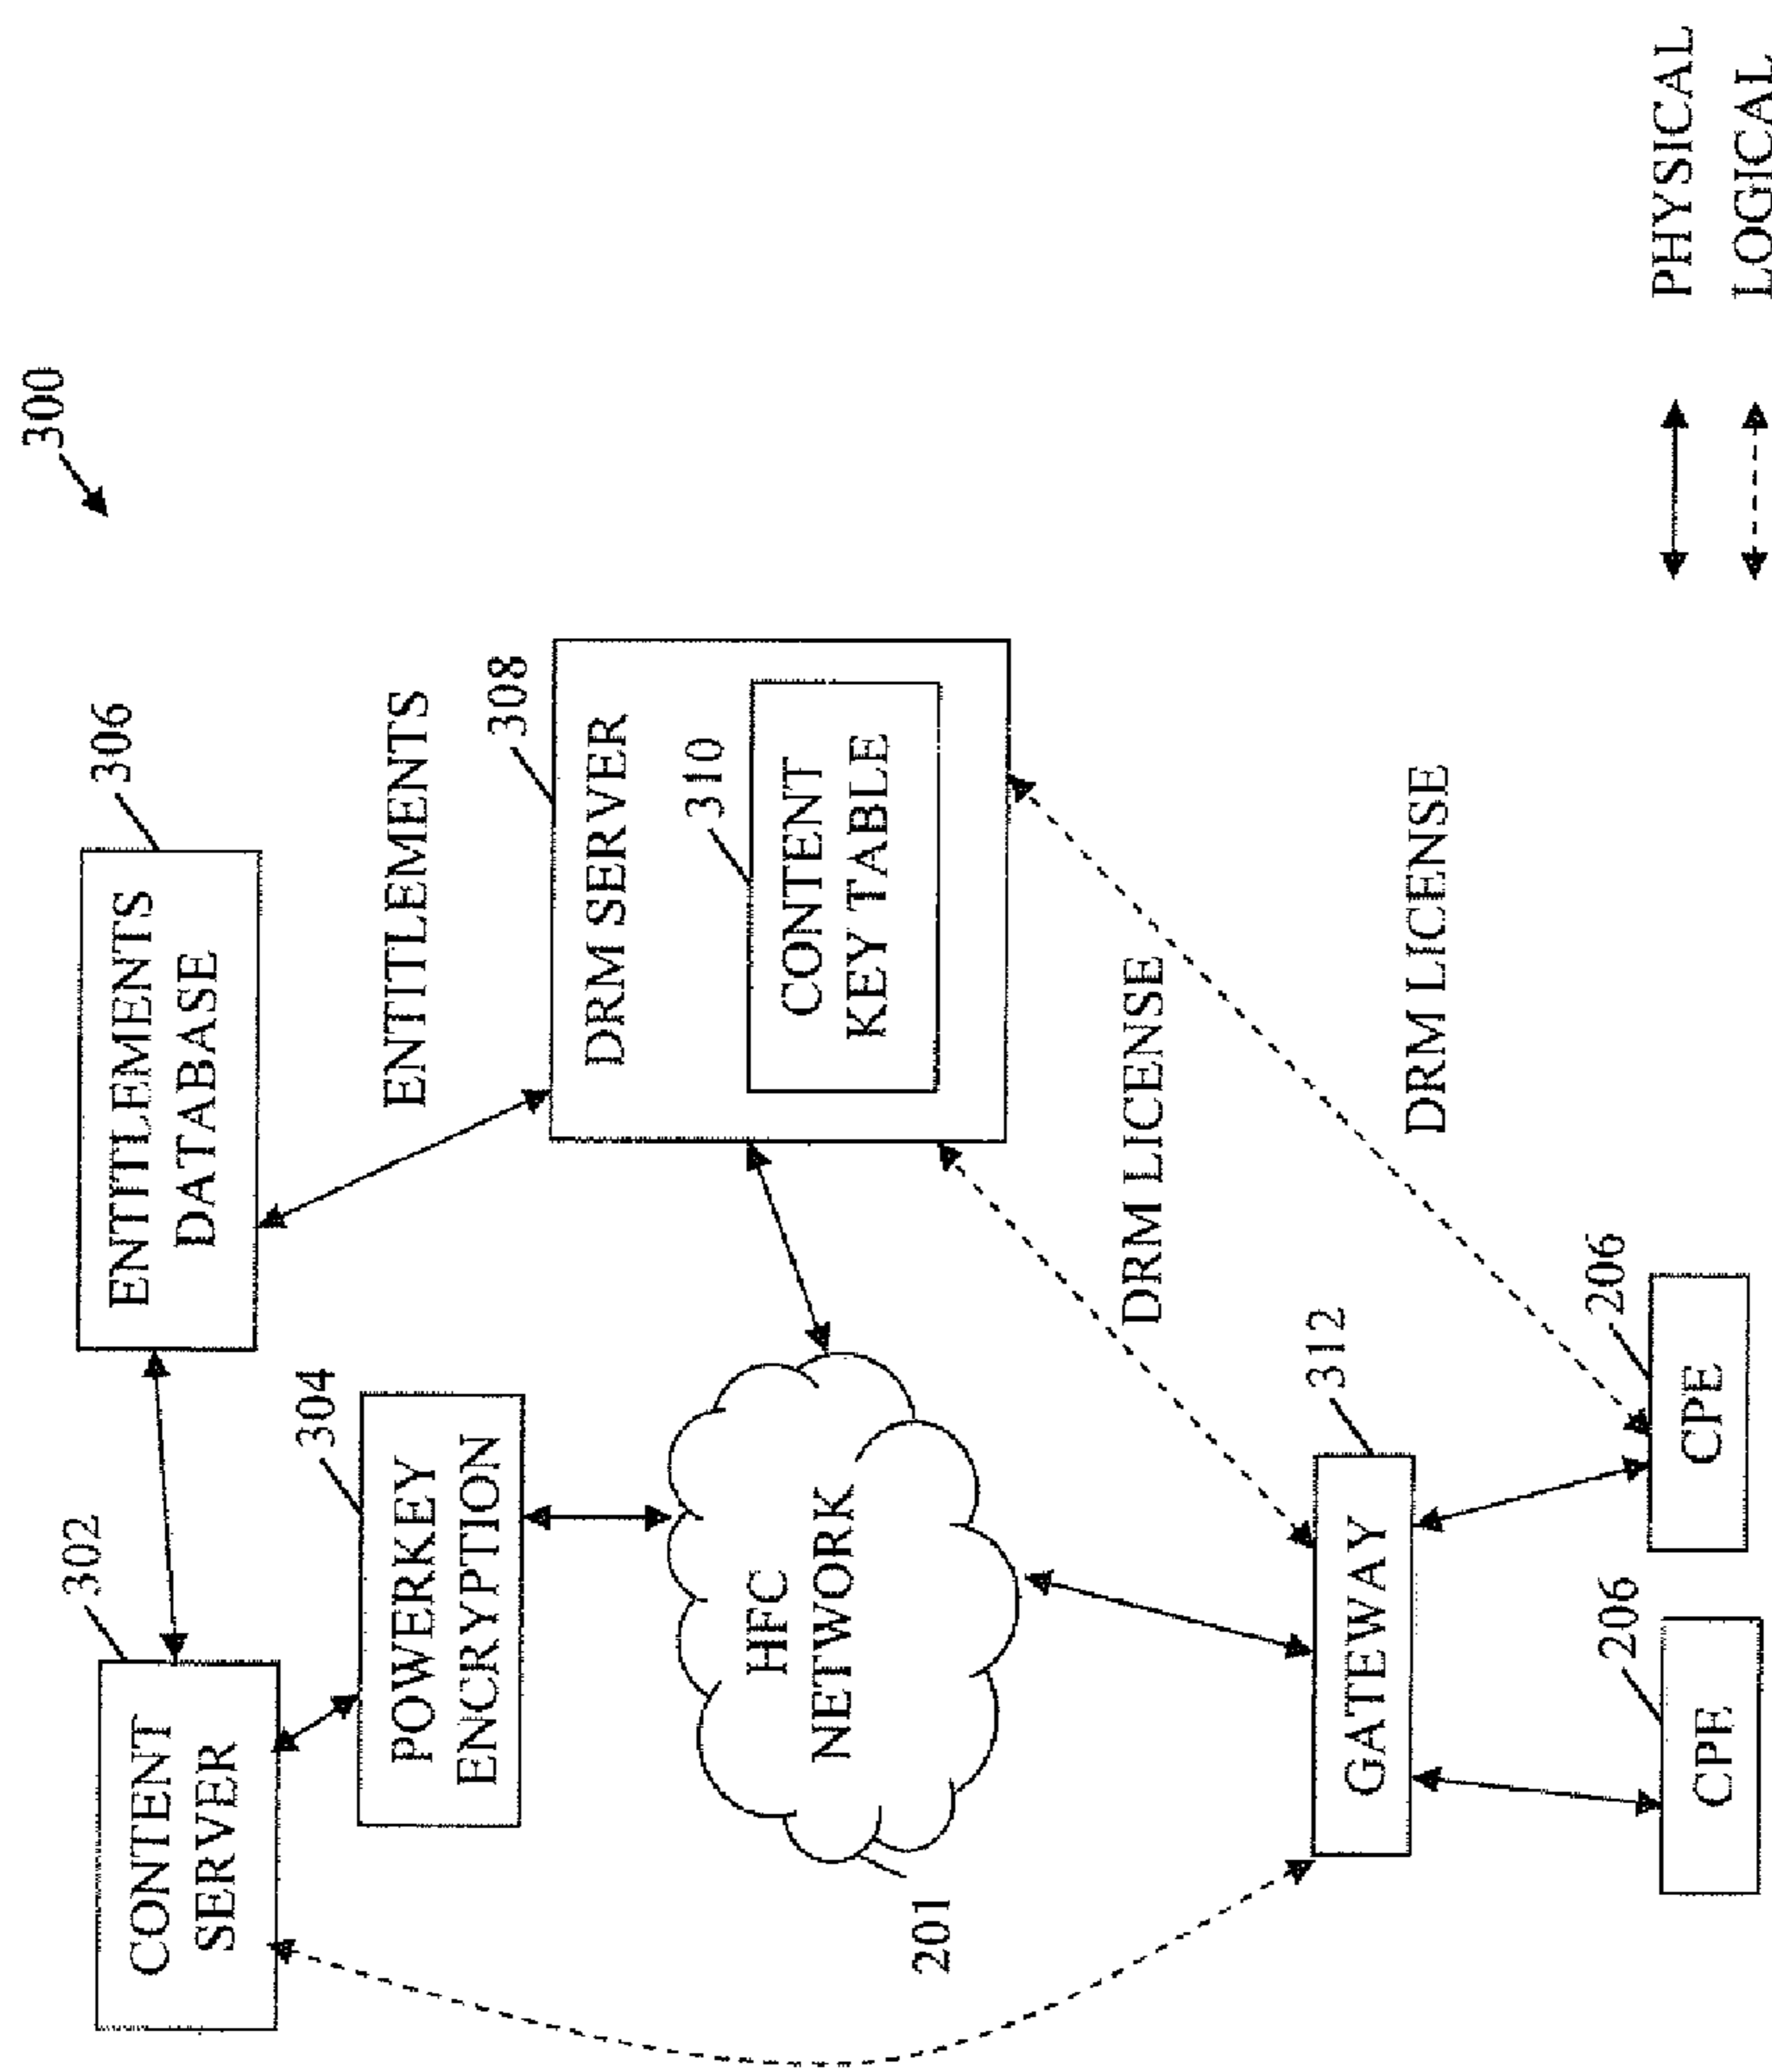 300
302
CONTENT
SERVER
306
ENTITLEMENTS
DATABASE
304
POWERKEY
ENCRYPTION
ENTITLEMENTS
308
DRM SERVER
310
CONTENT
KEY TABLE
HFC
NETWORK
201
DRM LICENSE
DRM LICENSE
312
GATEWAY
206
CPE
206
CPE
PHYSICAL
LOGICAL